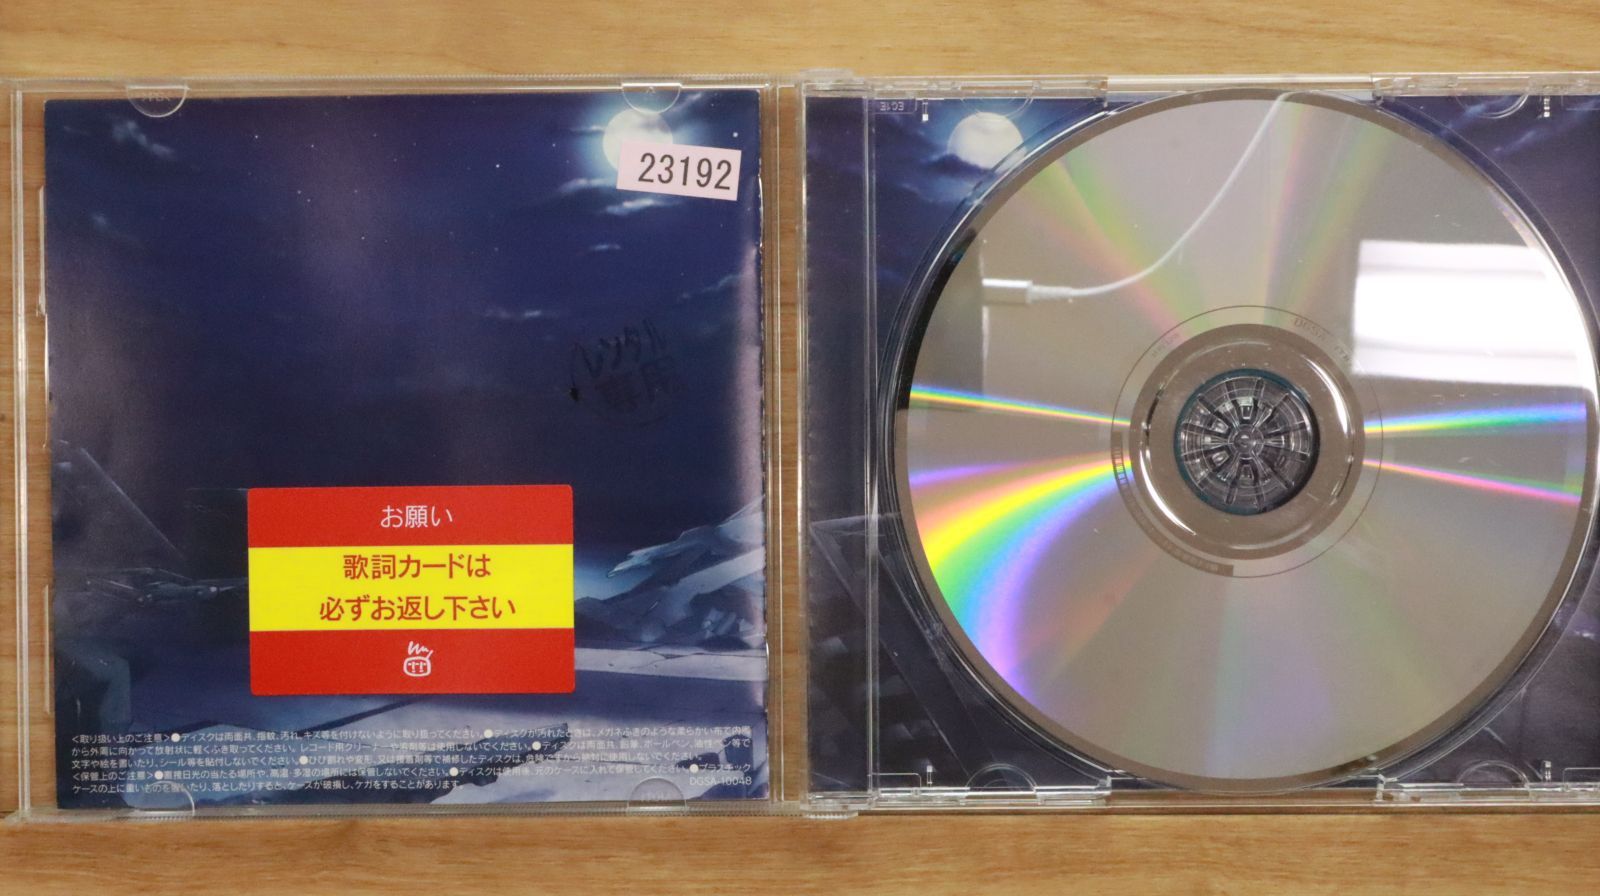 23192
レンタル
専用
お願い
歌詞カードは
必ずお返し下さい
<取り扱い上のご注意>●ディスクは両面共、指紋、汚れ、キズ等を付けないように取り扱ってください。●ディスクが汚れたときは、メガネふきのような柔らかい布で内周
から外周に向かって放射状に軽くふき取ってください。レコード用クリーナーや溶剤等は使用しないでください。●ディスクは両面共、鉛筆、ボールペン、油性ペン等で
文字や絵を書いたり、シール等を貼付しないでください。●ひび割れや変形、又は接着剤等で補修したディスクは、危険ですから絶対に使用しないでください。
<保管上のご注意>●直接日光の当たる場所や、高温・多湿の場所には保管しないでください。●ディスクは使用後、元のケースに入れて保管してください。●プラスチック
ケースの上に重いものを置いたり、落としたりすると、ケースが破損し、ケガをすることがあります。
DGSA-10048